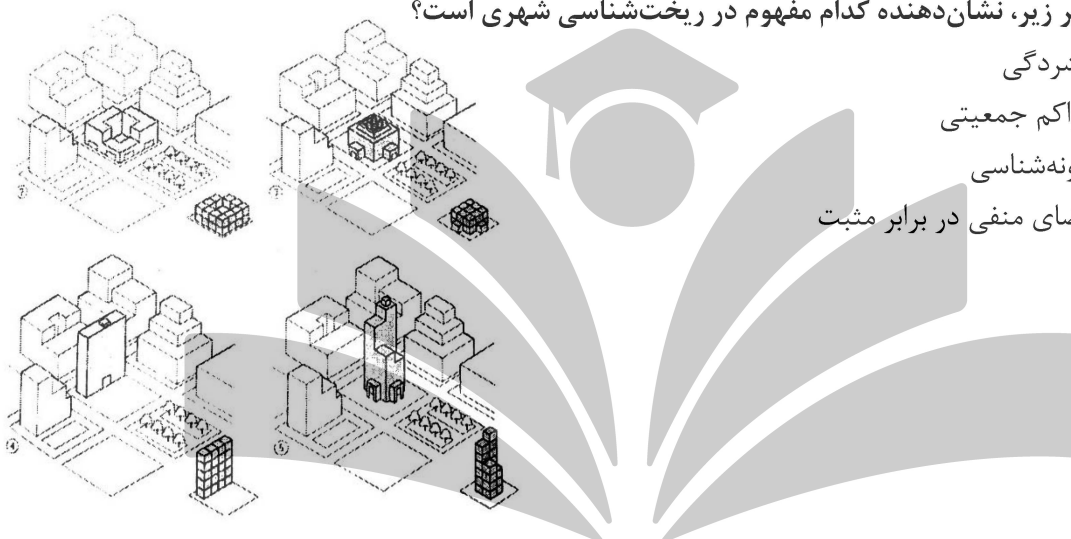 ر زیر، نشان‌دهنده کدام مفهوم در ریخت‌شناسی شهری است؟
شردگی
اکم جمعیتی
ونه‌شناسی
ضای منفی در برابر مثبت